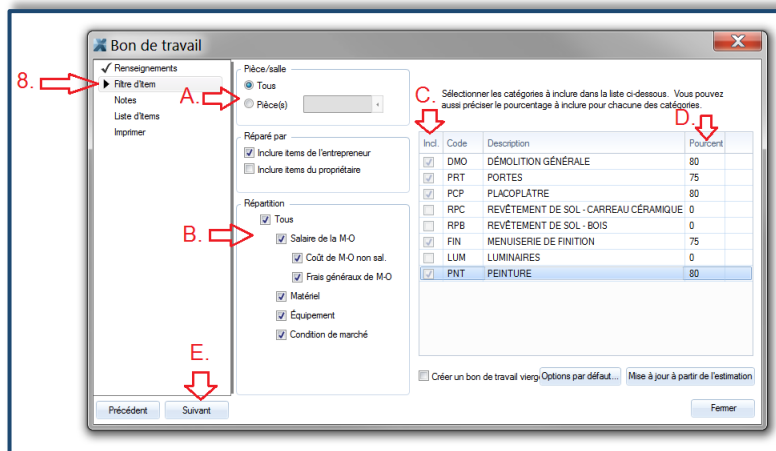 Bon de travail
8.
Renseignements
Filtre d'Item
Notes
Liste d'Items
Imprimer
A.
Pièce/salle
Tous
Pièce(s)
Réparé par
Inclure items de l'entrepreneur
Inclure items du propriétaire
B.
Répartition
Tous
Salaire de la M-O
Coût de M-O non sal.
Frais généraux de M-O
Matériel
Équipement
Condition de marché
Sélectionner les catégories à inclure dans la liste ci-dessous. Vous pouvez
aussi préciser le pourcentage à inclure pour chacune des catégories.
C.
D.
Incl. Code Description Pourcent
DMO DÉMOLITION GÉNÉRALE 80
PRT PORTES 75
PCP PLACOPLÂTRE 80
RPC REVÊTEMENT DE SOL - CARREAU CÉRAMIQUE 0
RPB REVÊTEMENT DE SOL - BOIS 0
FIN MENUISERIE DE FINITION 75
LUM LUMINAIRES 0
PNT PEINTURE 80
Créer un bon de travail vierg Options par défaut... Mise à jour à partir de l'estimation
E.
Précédent Suivant Fermer